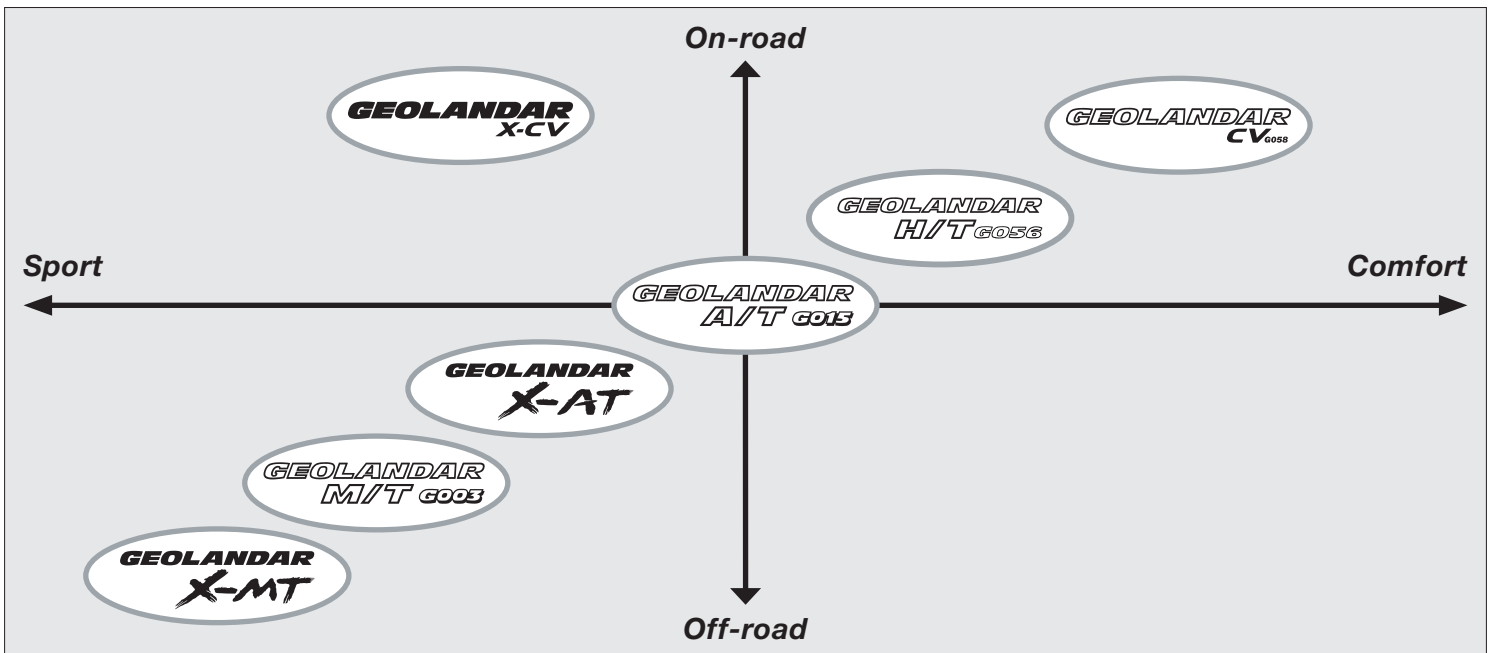 On-road
GEOLANDAR
X-CV
GEOLANDAR
CV G058
GEOLANDAR
H/T G056
Sport
Comfort
GEOLANDAR
A/T G015
GEOLANDAR
X-AT
GEOLANDAR
M/T G003
GEOLANDAR
X-MT
Off-road